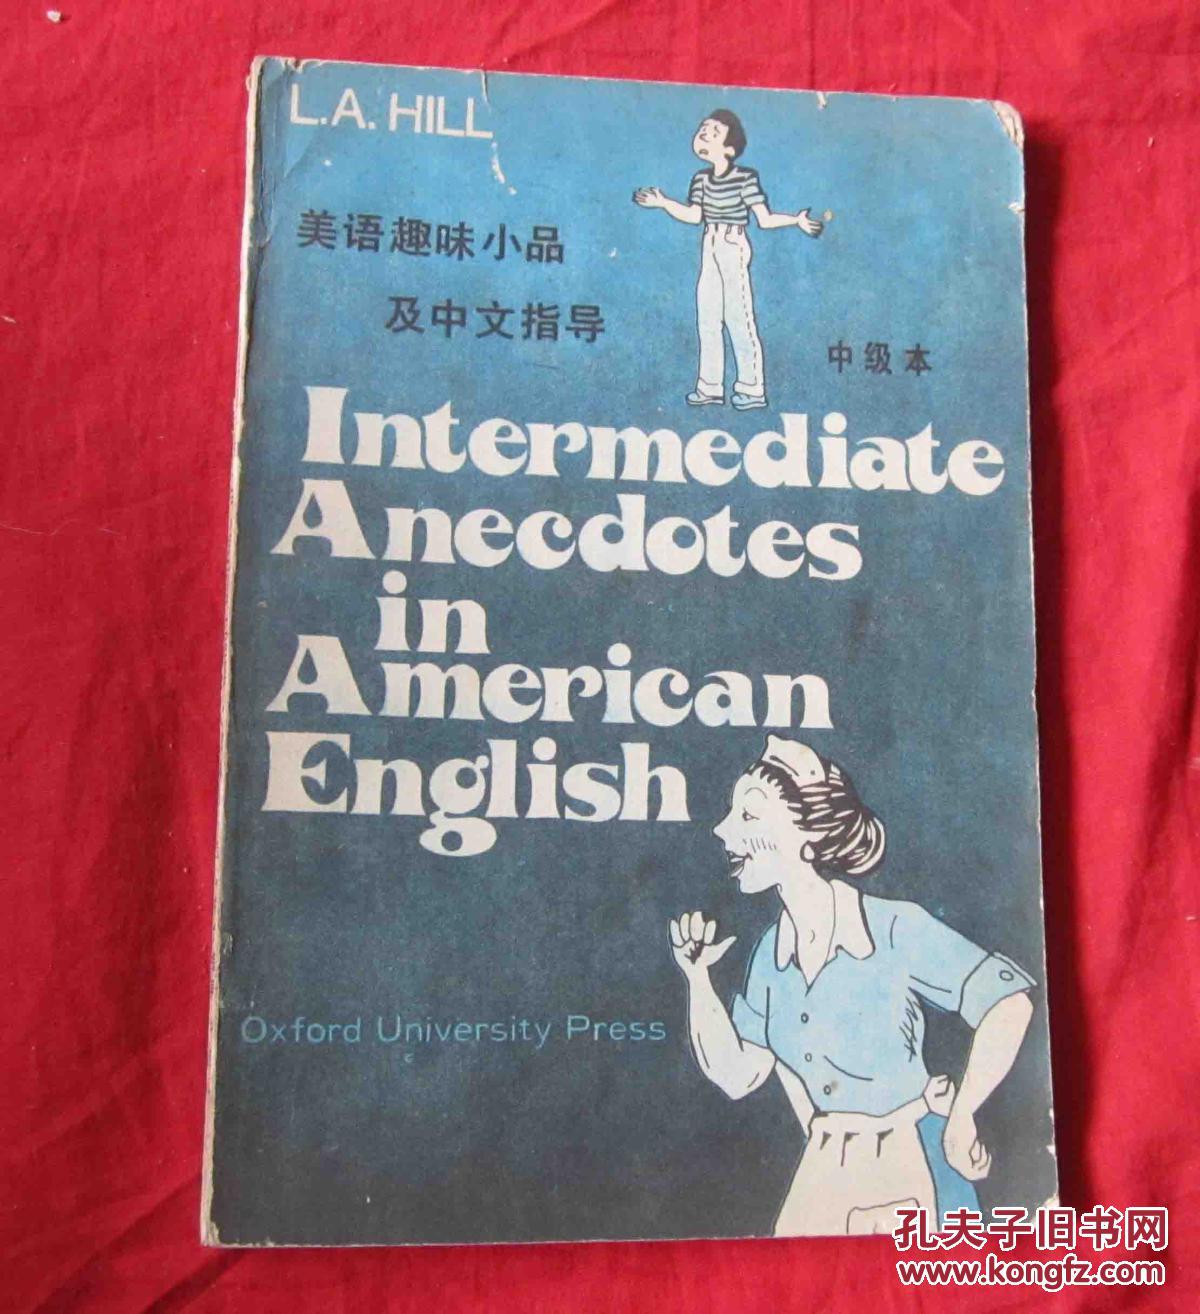 L.A. HILL
美语趣味小品
及中文指导
中级本
Intermediate
Anecdotes
in
American
English
Oxford University Press
孔夫子旧书网
www.kongfz.com